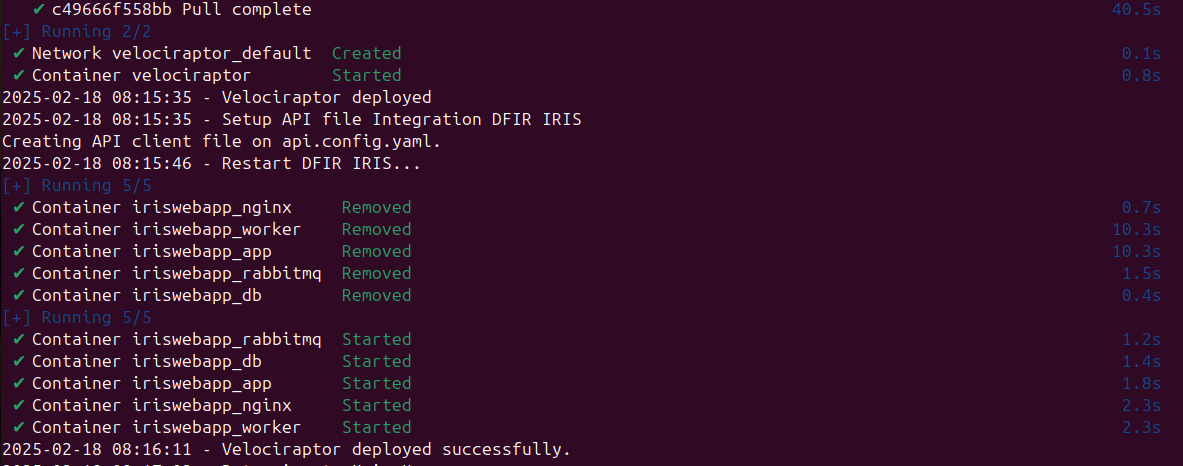 ✔ c49666f558bb Pull complete 40.5s
[+] Running 2/2
✔ Network velociraptor_default Created 0.1s
✔ Container velociraptor Started 0.8s
2025-02-18 08:15:35 - Velociraptor deployed
2025-02-18 08:15:35 - Setup API file Integration DFIR IRIS
Creating API client file on api.config.yaml.
2025-02-18 08:15:46 - Restart DFIR IRIS...
[+] Running 5/5
✔ Container iriswebapp_nginx Removed 0.7s
✔ Container iriswebapp_worker Removed 10.3s
✔ Container iriswebapp_app Removed 10.3s
✔ Container iriswebapp_rabbitmq Removed 1.5s
✔ Container iriswebapp_db Removed 0.4s
[+] Running 5/5
✔ Container iriswebapp_rabbitmq Started 1.2s
✔ Container iriswebapp_db Started 1.4s
✔ Container iriswebapp_app Started 1.8s
✔ Container iriswebapp_nginx Started 2.3s
✔ Container iriswebapp_worker Started 2.3s
2025-02-18 08:16:11 - Velociraptor deployed successfully.